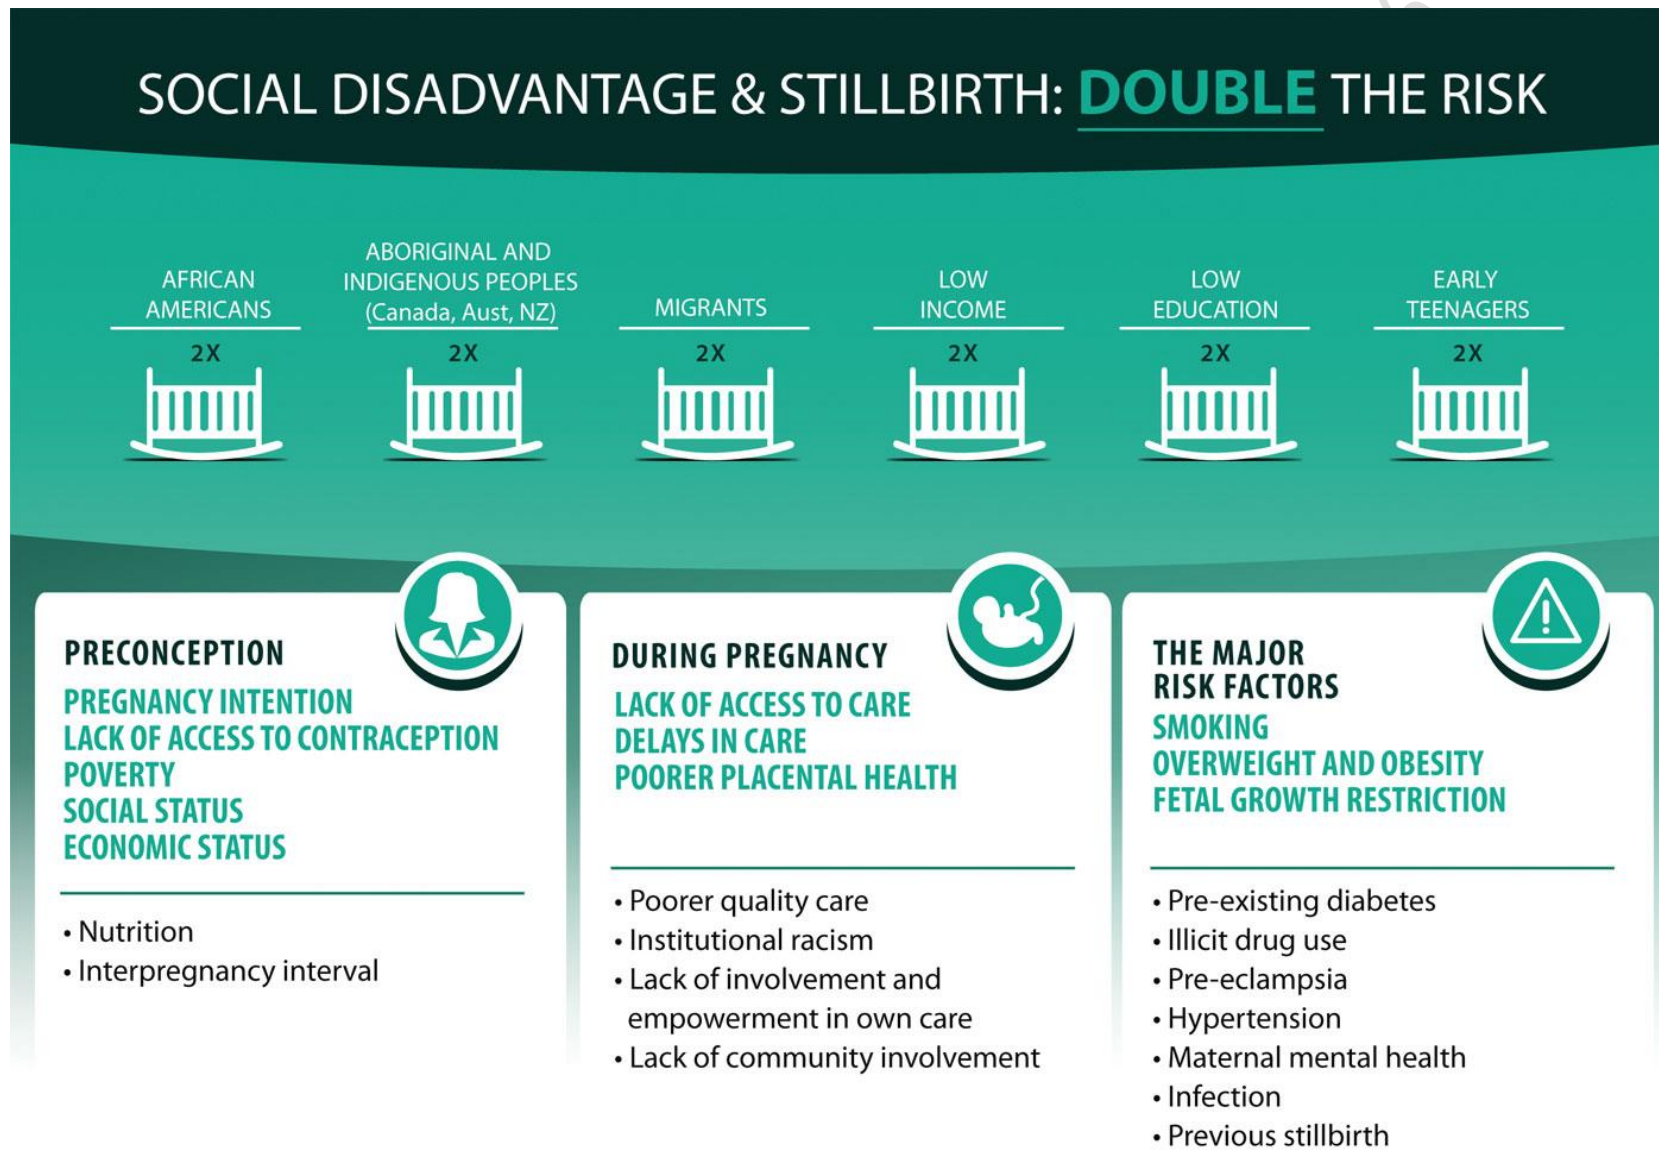 SOCIAL DISADVANTAGE & STILLBIRTH: DOUBLE THE RISK
AFRICAN
AMERICANS
2X
ABORIGINAL AND
INDIGENOUS PEOPLES
(Canada, Aust, NZ)
2X
MIGRANTS
2X
LOW
INCOME
2X
LOW
EDUCATION
2X
EARLY
TEENAGERS
2X
PRECONCEPTION
PREGNANCY INTENTION
LACK OF ACCESS TO CONTRACEPTION
POVERTY
SOCIAL STATUS
ECONOMIC STATUS
• Nutrition
• Interpregnancy interval
DURING PREGNANCY
LACK OF ACCESS TO CARE
DELAYS IN CARE
POORER PLACENTAL HEALTH
• Poorer quality care
• Institutional racism
• Lack of involvement and
empowerment in own care
• Lack of community involvement
THE MAJOR
RISK FACTORS
SMOKING
OVERWEIGHT AND OBESITY
FETAL GROWTH RESTRICTION
• Pre-existing diabetes
• Illicit drug use
• Pre-eclampsia
• Hypertension
• Maternal mental health
• Infection
• Previous stillbirth